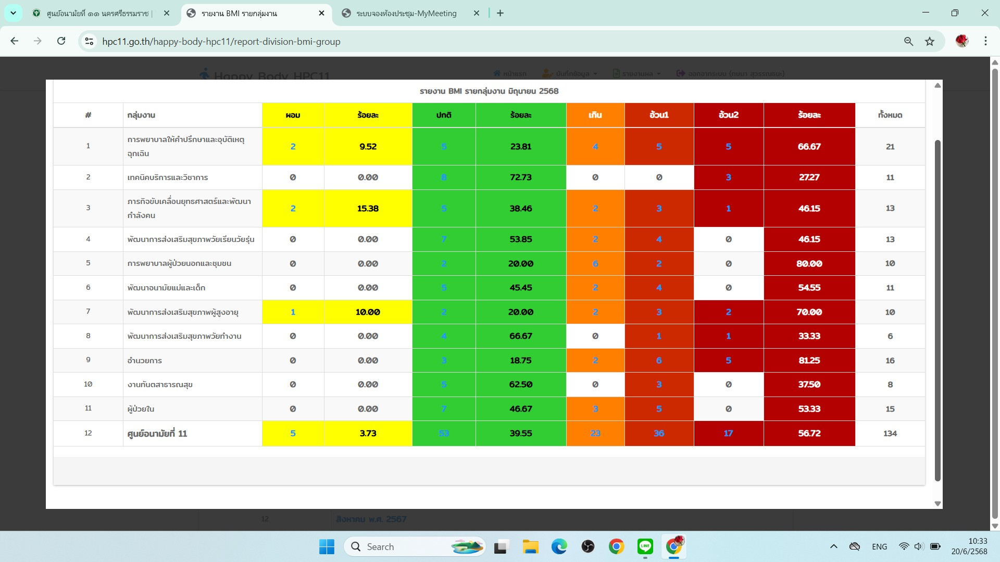 ศูนย์อนามัยที่ ๑๑ นครศรีธรรมราช |
รายงาน BMI รายกลุ่มงาน
ระบบจองห้องประชุม-MyMeeting
hpc11.go.th/happy-body-hpc11/report-division-bmi-group
Happy Body HPC11
หน้าแรก
บันทึกข้อมูล
รายงานผล
ออกจากระบบ (กษมา สุวรรณธนะ)
รายงาน BMI รายกลุ่มงาน มิถุนายน 2568
# กลุ่มงาน ผอม ร้อยละ ปกติ ร้อยละ เกิน อ้วน1 อ้วน2 ร้อยละ ทั้งหมด
1 การพยาบาลให้คำปรึกษาและอุบัติเหตุ 2 9.52 5 23.81 4 5 5 66.67 21
ฉุกเฉิน
2 เทคนิคบริการและวิชาการ 0 0.00 8 72.73 0 0 3 27.27 11
3 ภารกิจขับเคลื่อนยุทธศาสตร์และพัฒนา 2 15.38 5 38.46 2 3 1 46.15 13
กำลังคน
4 พัฒนาการส่งเสริมสุขภาพวัยเรียนวัยรุ่น 0 0.00 7 53.85 2 4 0 46.15 13
5 การพยาบาลผู้ป่วยนอกและชุมชน 0 0.00 2 20.00 6 2 0 80.00 10
6 พัฒนาอนามัยแม่และเด็ก 0 0.00 5 45.45 2 4 0 54.55 11
7 พัฒนาการส่งเสริมสุขภาพผู้สูงอายุ 1 10.00 2 20.00 2 3 2 70.00 10
8 พัฒนาการส่งเสริมสุขภาพวัยทำงาน 0 0.00 4 66.67 0 1 1 33.33 6
9 อำนวยการ 0 0.00 3 18.75 2 6 5 81.25 16
10 งานทันตสาธารณสุข 0 0.00 5 62.50 0 3 0 37.50 8
11 ผู้ป่วยใน 0 0.00 7 46.67 3 5 0 53.33 15
12 ศูนย์อนามัยที่ 11 5 3.73 53 39.55 23 36 17 56.72 134
12 สิงหาคม พ.ศ. 2567
Search
LINE
ENG
10:33
20/6/2568